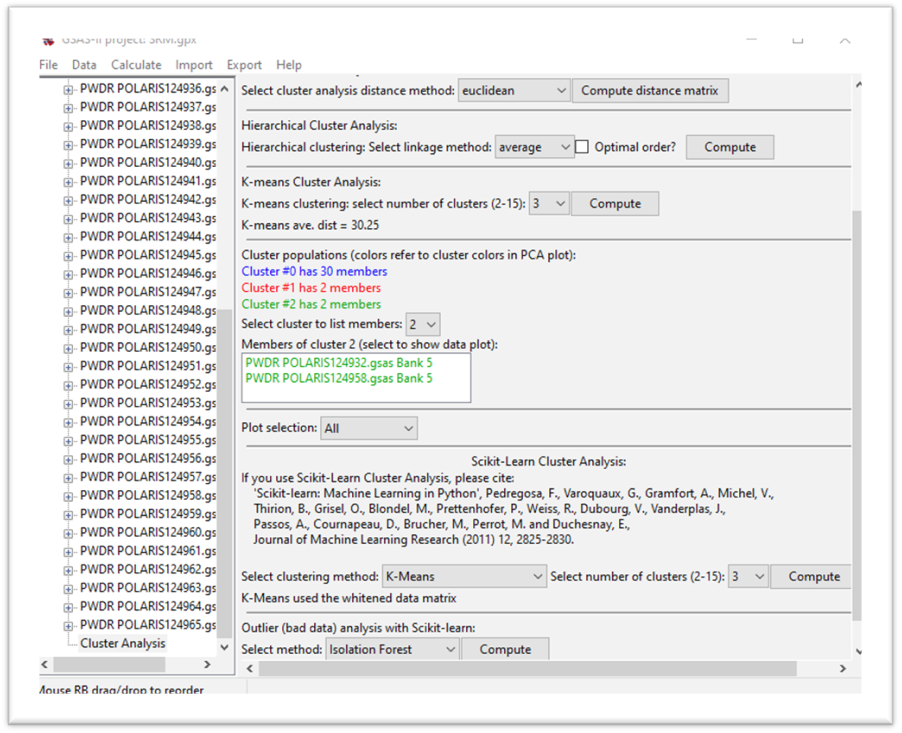 GSAS-II project: SRM.gpx
File Data Calculate Import Export Help
PWDR POLARIS124936.gs
PWDR POLARIS124937.gs
PWDR POLARIS124938.gs
PWDR POLARIS124939.gs
PWDR POLARIS124940.gs
PWDR POLARIS124941.gs
PWDR POLARIS124942.gs
PWDR POLARIS124943.gs
PWDR POLARIS124944.gs
PWDR POLARIS124945.gs
PWDR POLARIS124946.gs
PWDR POLARIS124947.gs
PWDR POLARIS124948.gs
PWDR POLARIS124949.gs
PWDR POLARIS124950.gs
PWDR POLARIS124951.gs
PWDR POLARIS124952.gs
PWDR POLARIS124953.gs
PWDR POLARIS124954.gs
PWDR POLARIS124955.gs
PWDR POLARIS124956.gs
PWDR POLARIS124957.gs
PWDR POLARIS124958.gs
PWDR POLARIS124959.gs
PWDR POLARIS124960.gs
PWDR POLARIS124961.gs
PWDR POLARIS124962.gs
PWDR POLARIS124963.gs
PWDR POLARIS124964.gs
PWDR POLARIS124965.gs
Cluster Analysis
Select cluster analysis distance method: euclidean Compute distance matrix
Hierarchical Cluster Analysis:
Hierarchical clustering: Select linkage method: average Optimal order? Compute
K-means Cluster Analysis:
K-means clustering: select number of clusters (2-15): 3 Compute
K-means ave. dist = 30.25
Cluster populations (colors refer to cluster colors in PCA plot):
Cluster #0 has 30 members
Cluster #1 has 2 members
Cluster #2 has 2 members
Select cluster to list members: 2
Members of cluster 2 (select to show data plot):
PWDR POLARIS124932.gsas Bank 5
PWDR POLARIS124958.gsas Bank 5
Plot selection: All
Scikit-Learn Cluster Analysis:
If you use Scikit-Learn Cluster Analysis, please cite:
'Scikit-learn: Machine Learning in Python', Pedregosa, F., Varoquaux, G., Gramfort, A., Michel, V.,
Thirion, B., Grisel, O., Blondel, M., Prettenhofer, P., Weiss, R., Dubourg, V., Vanderplas, J.,
Passos, A., Cournapeau, D., Brucher, M., Perrot, M. and Duchesnay, E.,
Journal of Machine Learning Research (2011) 12, 2825-2830.
Select clustering method: K-Means Select number of clusters (2-15): 3 Compute
K-Means used the whitened data matrix
Outlier (bad data) analysis with Scikit-learn:
Select method: Isolation Forest Compute
Mouse RB drag/drop to reorder